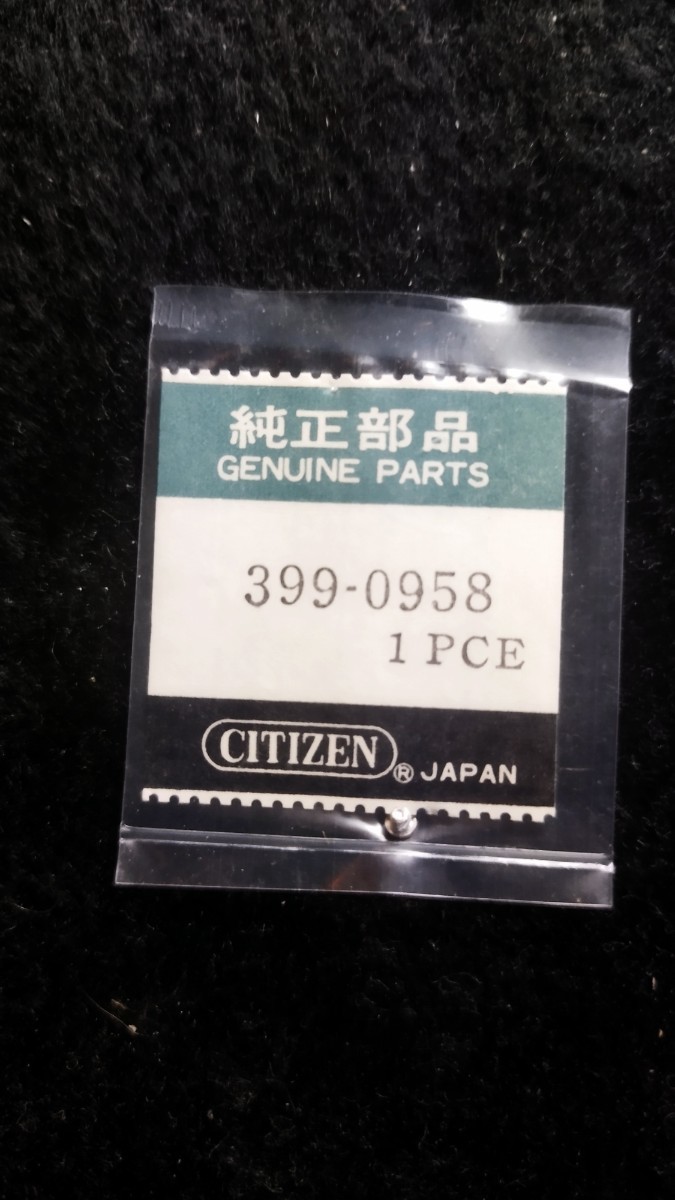 純正部品
GENUINE PARTS
399-0958
1 PCE
CITIZEN® JAPAN